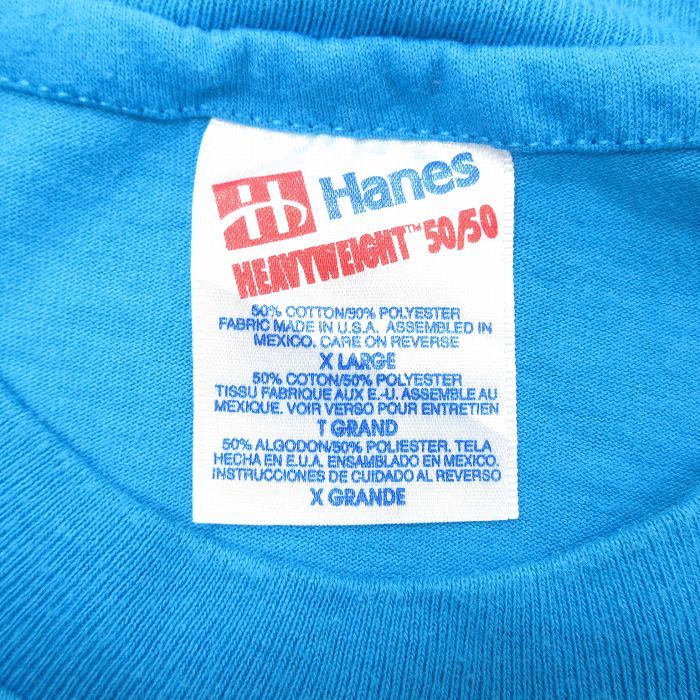 H Hanes
HEAVYWEIGHT™ 50/50
50% COTTON/50% POLYESTER
FABRIC MADE IN U.S.A. ASSEMBLED IN
MEXICO. CARE ON REVERSE
X LARGE
50% COTON/50% POLYESTER
TISSU FABRIQUE AUX E.-U. ASSEMBLE AU
MEXIQUE. VOIR VERSO POUR ENTRETIEN
T GRAND
50% ALGODON/50% POLIESTER. TELA
HECHA EN E.U.A. ENSAMBLADO EN MEXICO.
INSTRUCCIONES DE CUIDADO AL REVERSO
X GRANDE